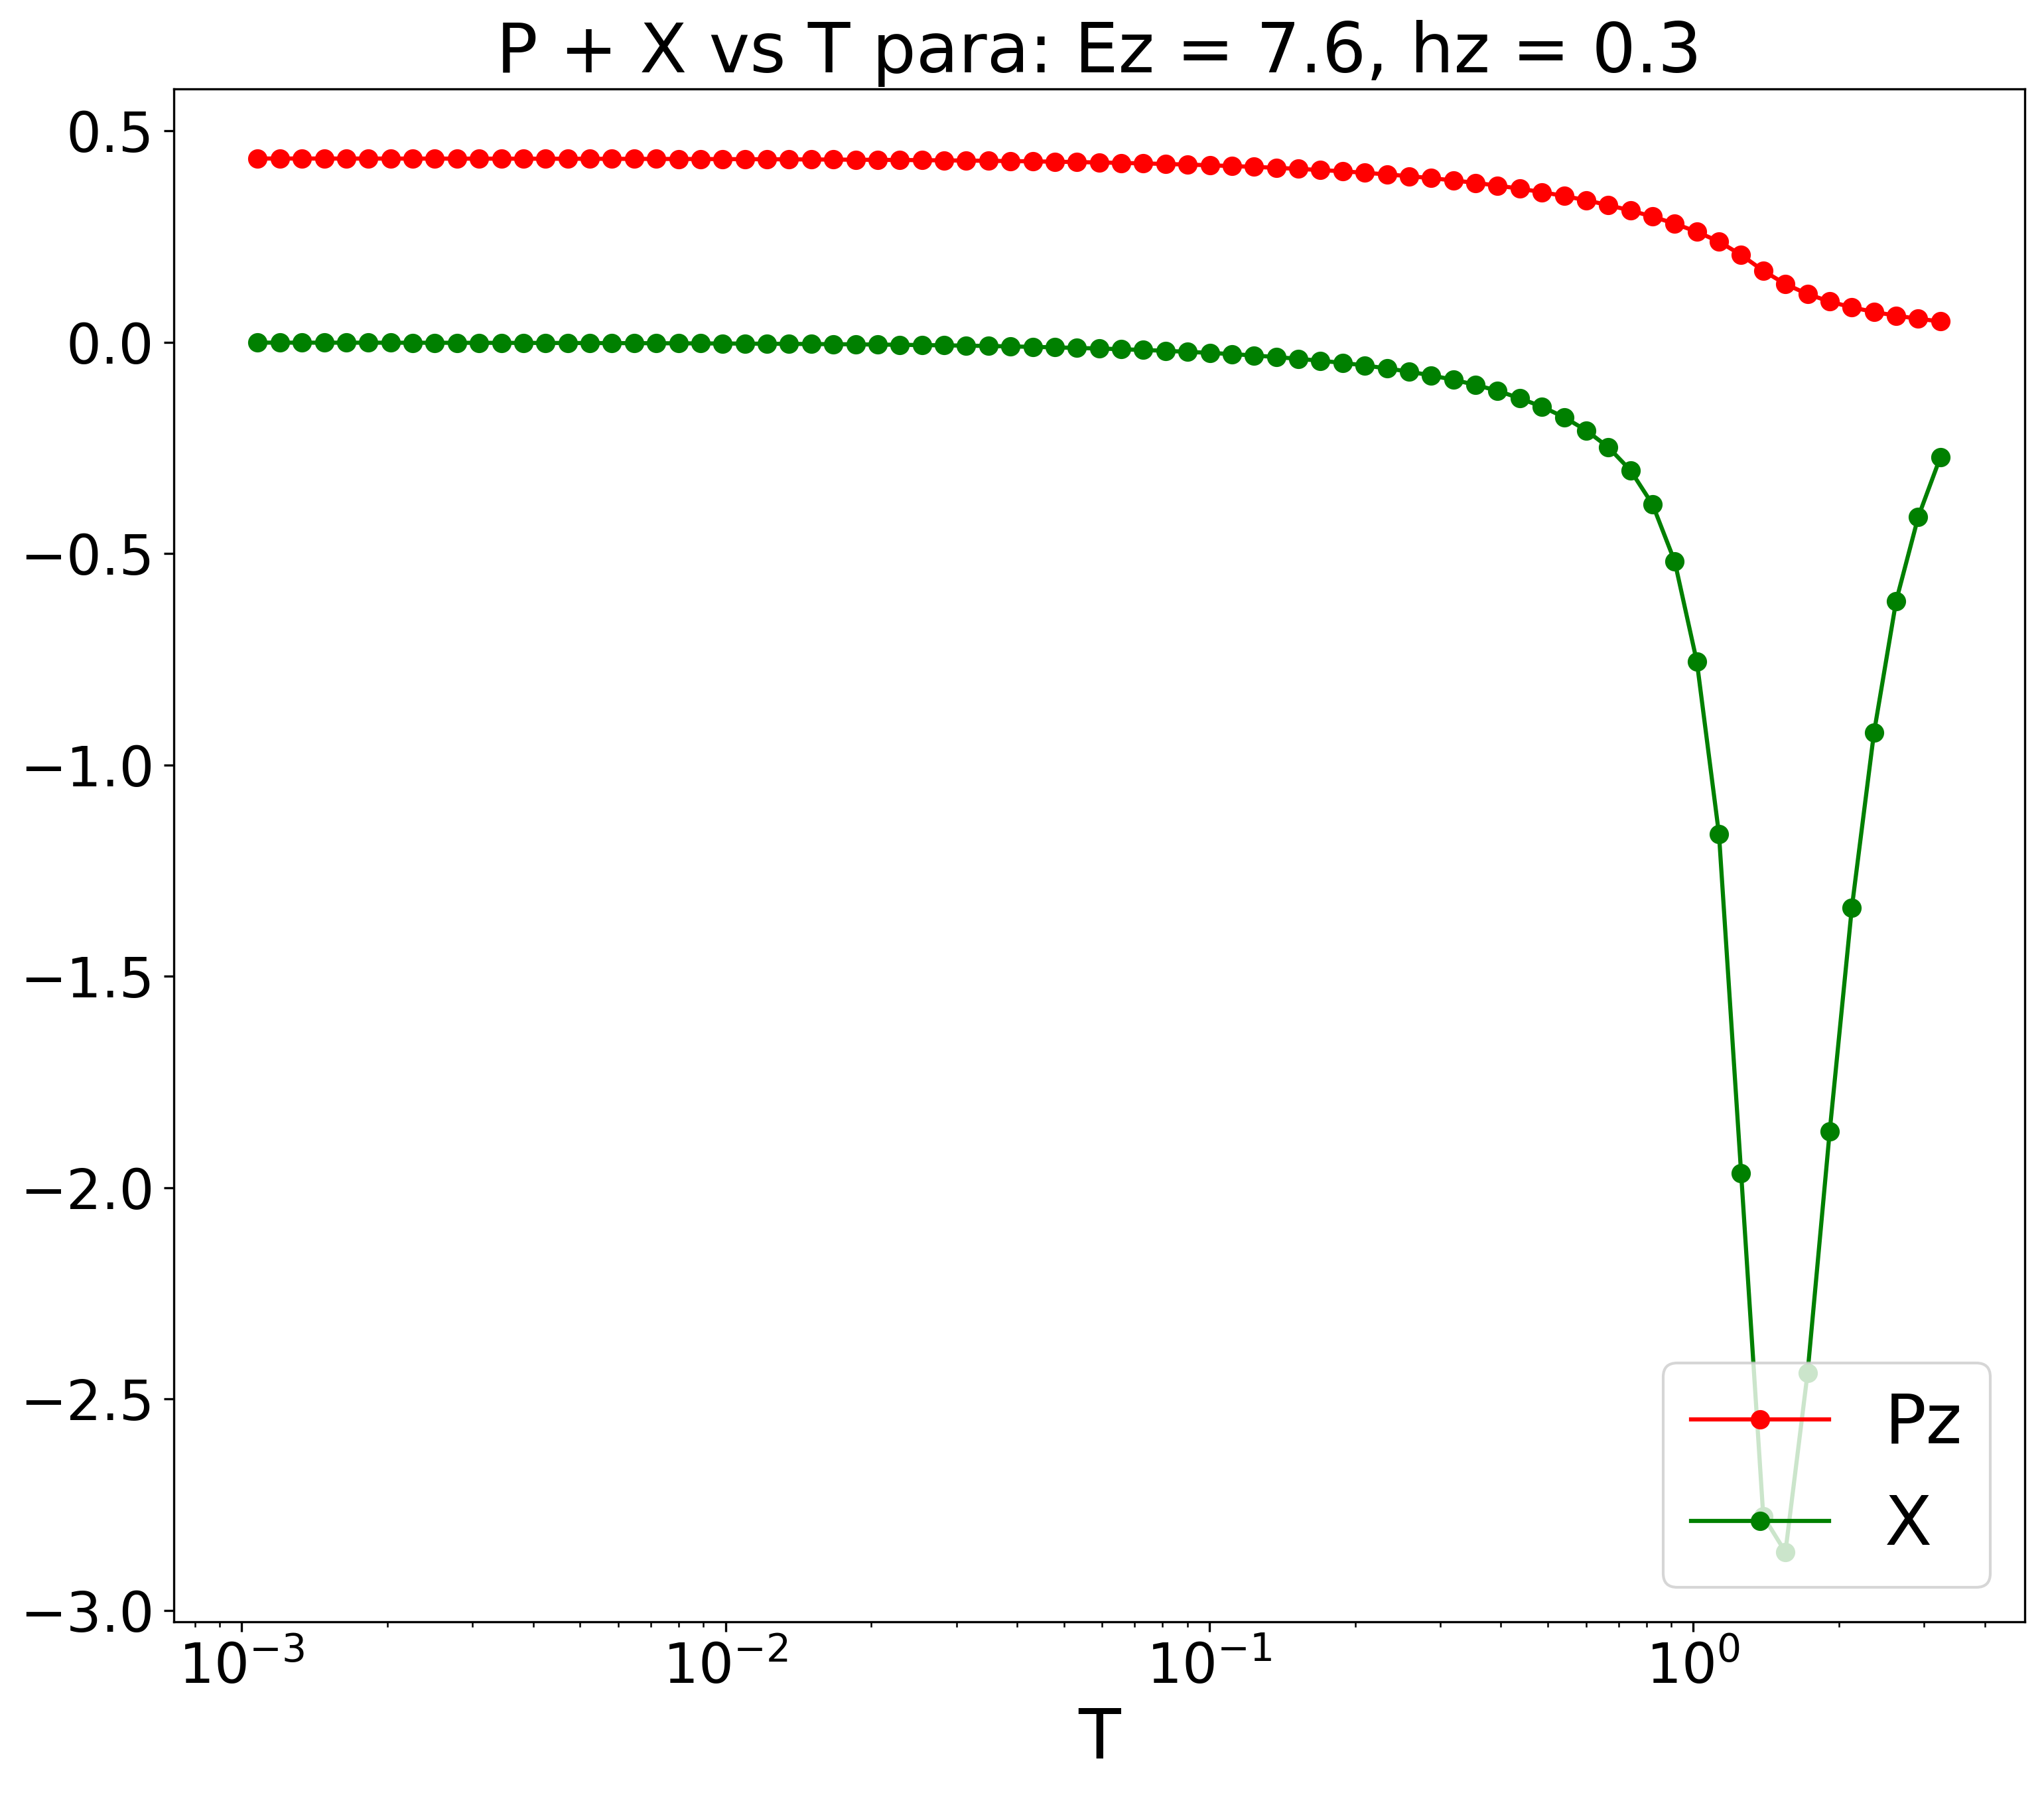 P + X vs T para: Ez = 7.6, hz = 0.3
0.5
0.0
−0.5
−1.0
−1.5
−2.0
−2.5
−3.0
Pz
X
10⁻³ 10⁻² 10⁻¹ 10⁰
T